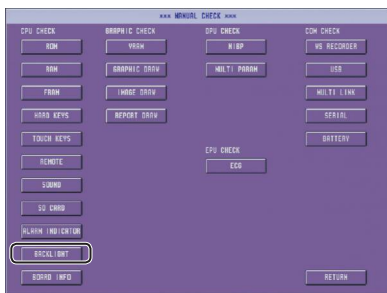 *** MANUAL CHECK ***
CPU CHECK
ROM
RAM
FRAM
HARD KEYS
TOUCH KEYS
REMOTE
SOUND
SD CARD
ALARM INDICATOR
BACKLIGHT
BOARD INFO
GRAPHIC CHECK
VRAM
GRAPHIC DRAW
IMAGE DRAW
REPORT DRAW
DPU CHECK
NIBP
MULTI PARAM
EPU CHECK
ECG
COM CHECK
WS RECORDER
USB
MULTI LINK
SERIAL
BATTERY
RETURN